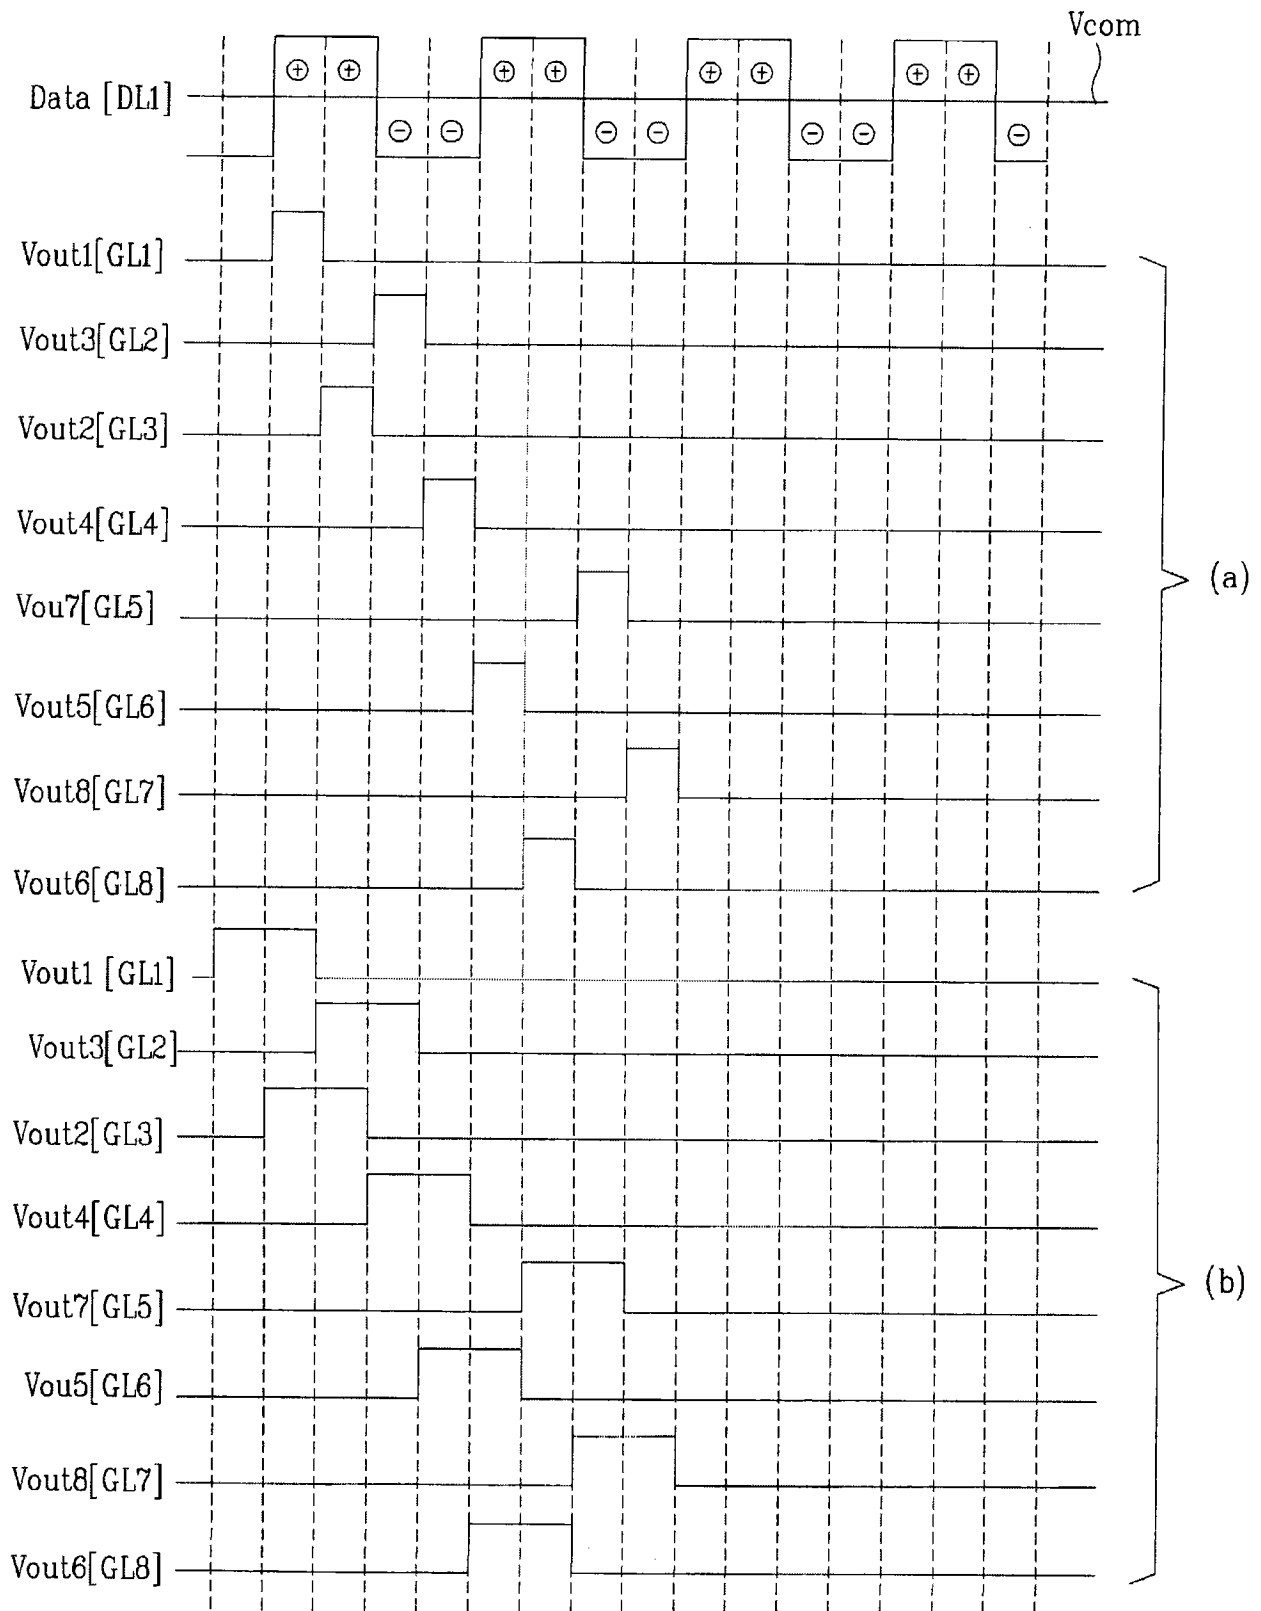 Vcom
Data [DL1]
⊕ ⊕ ⊕ ⊕ ⊕ ⊕ ⊕ ⊕
⊖ ⊖ ⊖ ⊖ ⊖ ⊖ ⊖
Vout1[GL1]
Vout3[GL2]
Vout2[GL3]
Vout4[GL4]
Vou7[GL5]
(a)
Vout5[GL6]
Vout8[GL7]
Vout6[GL8]
Vout1 [GL1]
Vout3[GL2]
Vout2[GL3]
Vout4[GL4]
Vout7[GL5]
(b)
Vou5[GL6]
Vout8[GL7]
Vout6[GL8]